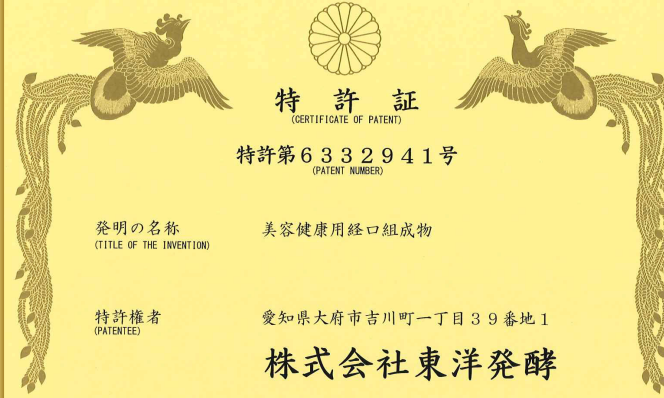 特許証
(CERTIFICATE OF PATENT)
特許第6332941号
(PATENT NUMBER)
発明の名称 美容健康用経口組成物
(TITLE OF THE INVENTION)
特許権者 愛知県大府市吉川町一丁目39番地1
(PATENTEE)
株式会社東洋発酵